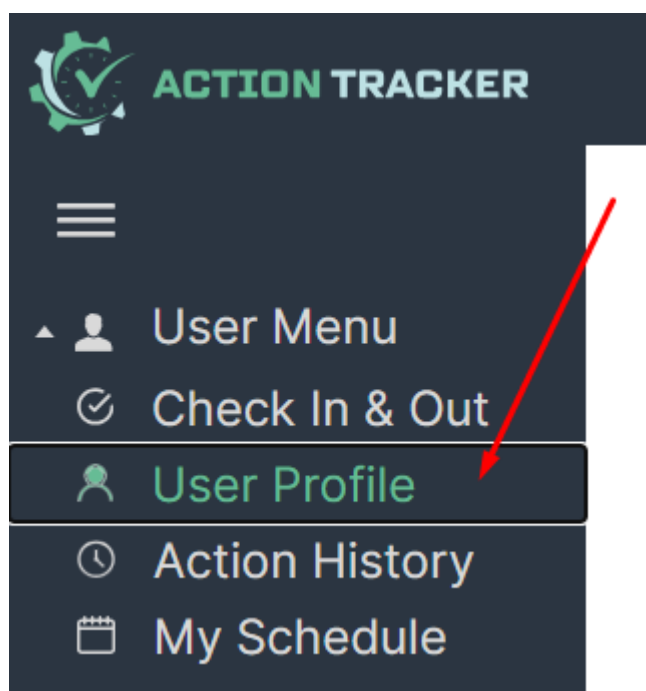 ACTION TRACKER
User Menu
Check In & Out
User Profile
Action History
My Schedule